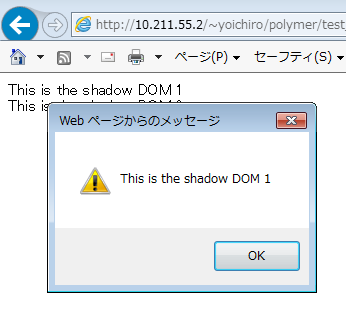 http://10.211.55.2/~yoichiro/polymer/test_
ページ(P)
セーフティ(S)
This is the shadow DOM 1
This is
Web ページからのメッセージ
This is the shadow DOM 1
OK